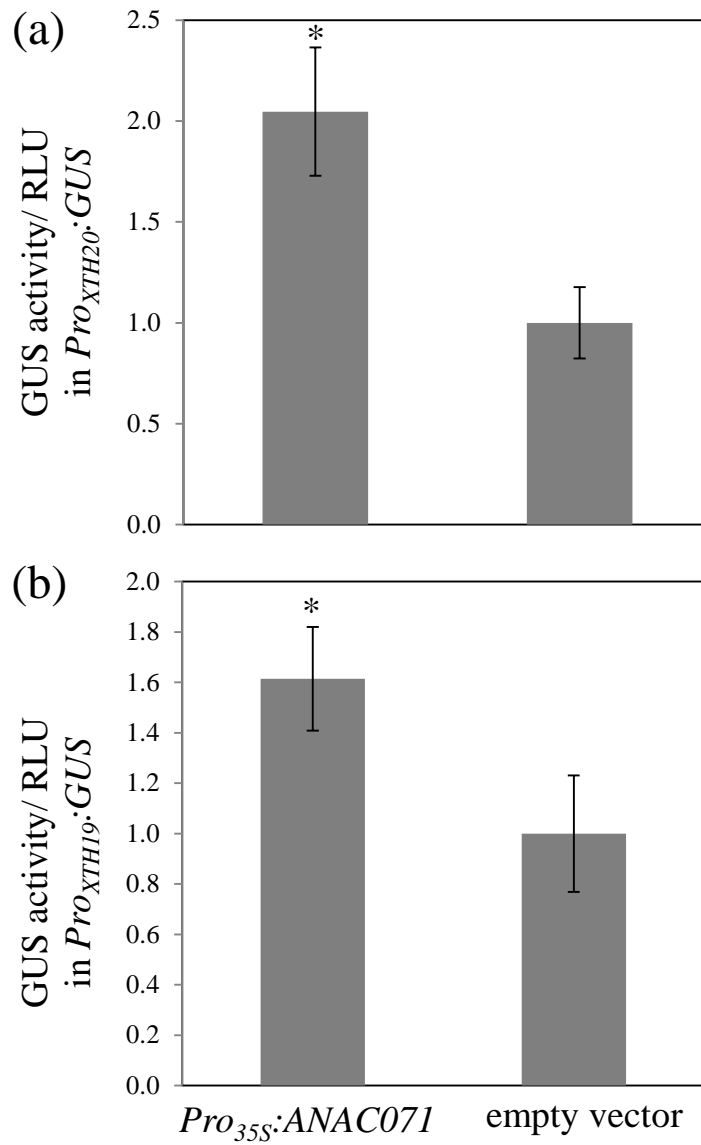 (a)
GUS activity/ RLU
in ProXTH20:GUS
2.5
*
2.0
1.5
1.0
0.5
0.0
(b)
GUS activity/ RLU
in ProXTH19:GUS
2.0
1.8
*
1.6
1.4
1.2
1.0
0.8
0.6
0.4
0.2
0.0
Pro35S:ANAC071 empty vector